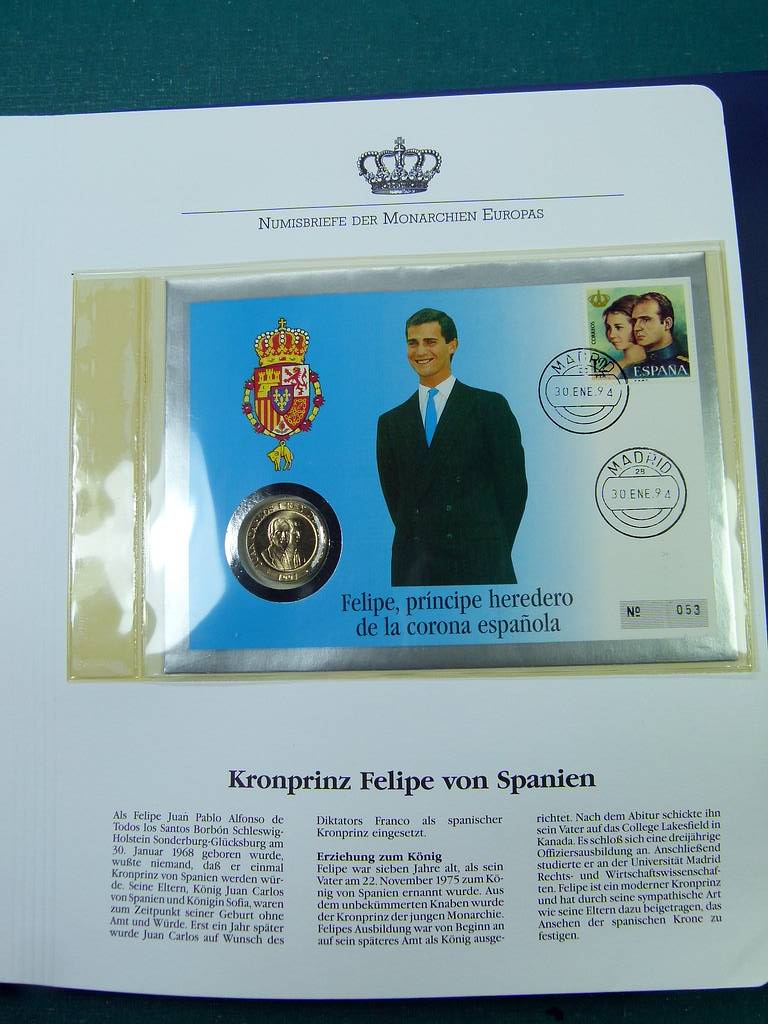 NUMISBRIEFE DER MONARCHIEN EUROPAS
CORREOS
ESPAÑA
MADRID
30 ENE. 94
MADRID
28
30 ENE. 94
JUAN CARLOS I REY
Felipe, príncipe heredero
de la corona española
Nº 053
Kronprinz Felipe von Spanien
Als Felipe Juan Pablo Alfonso de
Todos los Santos Borbón Schleswig-
Holstein Sonderburg-Glücksburg am
30. Januar 1968 geboren wurde,
wußte niemand, daß er einmal
Kronprinz von Spanien werden wür-
de. Seine Eltern, König Juan Carlos
von Spanien und Königin Sofia, waren
zum Zeitpunkt seiner Geburt ohne
Amt und Würde. Erst ein Jahr später
wurde Juan Carlos auf Wunsch des
Diktators Franco als spanischer
Kronprinz eingesetzt.
Erziehung zum König
Felipe war sieben Jahre alt, als sein
Vater am 22. November 1975 zum Kö-
nig von Spanien ernannt wurde. Aus
dem unbekümmerten Knaben wurde
der Kronprinz der jungen Monarchie.
Felipes Ausbildung war von Beginn an
auf sein späteres Amt als König ausge-
richtet. Nach dem Abitur schickte ihn
sein Vater auf das College Lakesfield in
Kanada. Es schloß sich eine dreijährige
Offiziersausbildung an. Anschließend
studierte er an der Universität Madrid
Rechts- und Wirtschaftswissenschaf-
ten. Felipe ist ein moderner Kronprinz
und hat durch seine sympathische Art
wie seine Eltern dazu beigetragen, das
Ansehen der spanischen Krone zu
festigen.